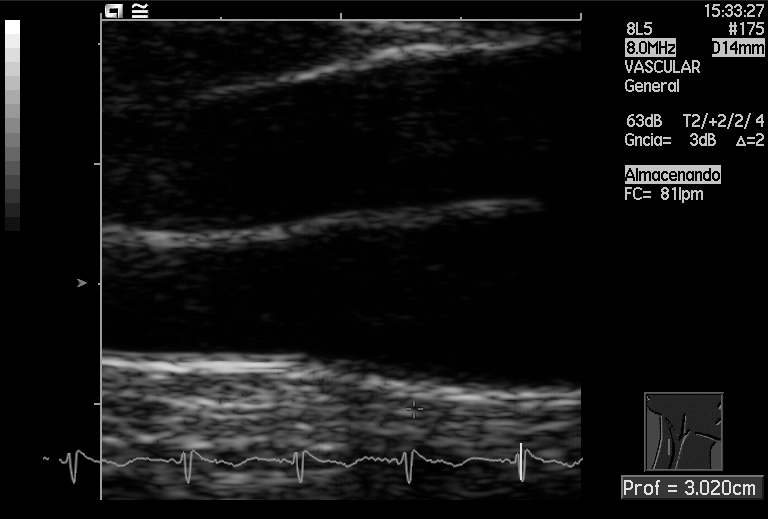 15:33:27
8L5 #175
8.0MHz D14mm
VASCULAR
General
63dB T2/+2/2/ 4
Gncia= 3dB Δ=2
Almacenando
FC= 81lpm
Prof = 3.020cm